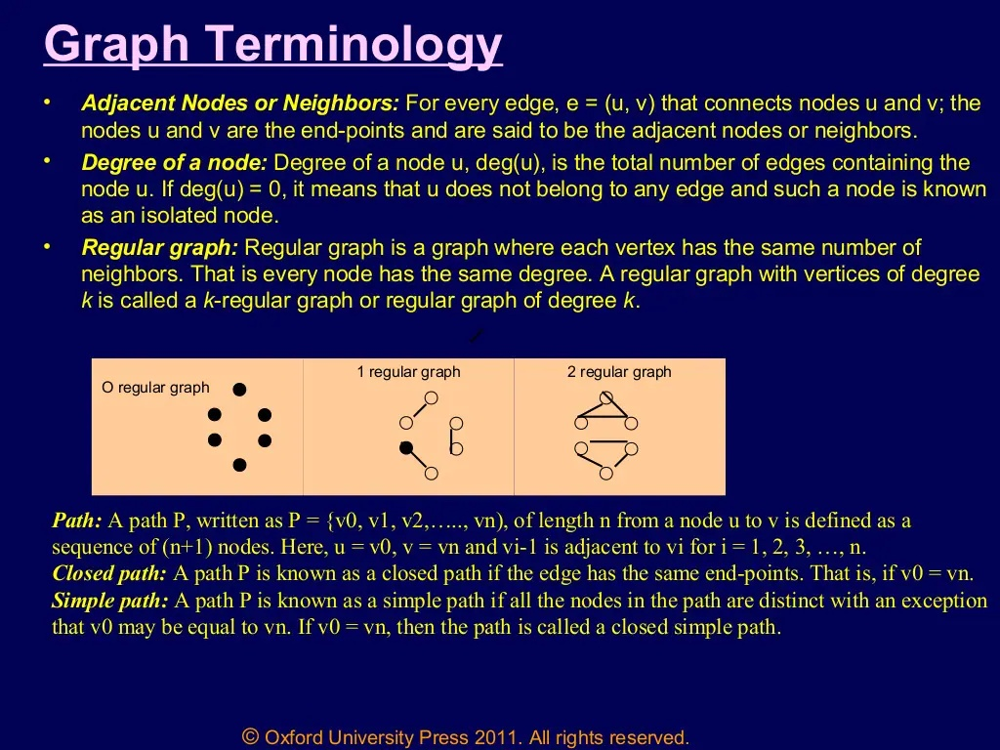 Graph Terminology
• Adjacent Nodes or Neighbors: For every edge, e = (u, v) that connects nodes u and v; the
nodes u and v are the end-points and are said to be the adjacent nodes or neighbors.
• Degree of a node: Degree of a node u, deg(u), is the total number of edges containing the
node u. If deg(u) = 0, it means that u does not belong to any edge and such a node is known
as an isolated node.
• Regular graph: Regular graph is a graph where each vertex has the same number of
neighbors. That is every node has the same degree. A regular graph with vertices of degree
k is called a k-regular graph or regular graph of degree k.
O regular graph
1 regular graph
2 regular graph
Path: A path P, written as P = {v0, v1, v2,….., vn), of length n from a node u to v is defined as a
sequence of (n+1) nodes. Here, u = v0, v = vn and vi-1 is adjacent to vi for i = 1, 2, 3, …, n.
Closed path: A path P is known as a closed path if the edge has the same end-points. That is, if v0 = vn.
Simple path: A path P is known as a simple path if all the nodes in the path are distinct with an exception
that v0 may be equal to vn. If v0 = vn, then the path is called a closed simple path.
© Oxford University Press 2011. All rights reserved.